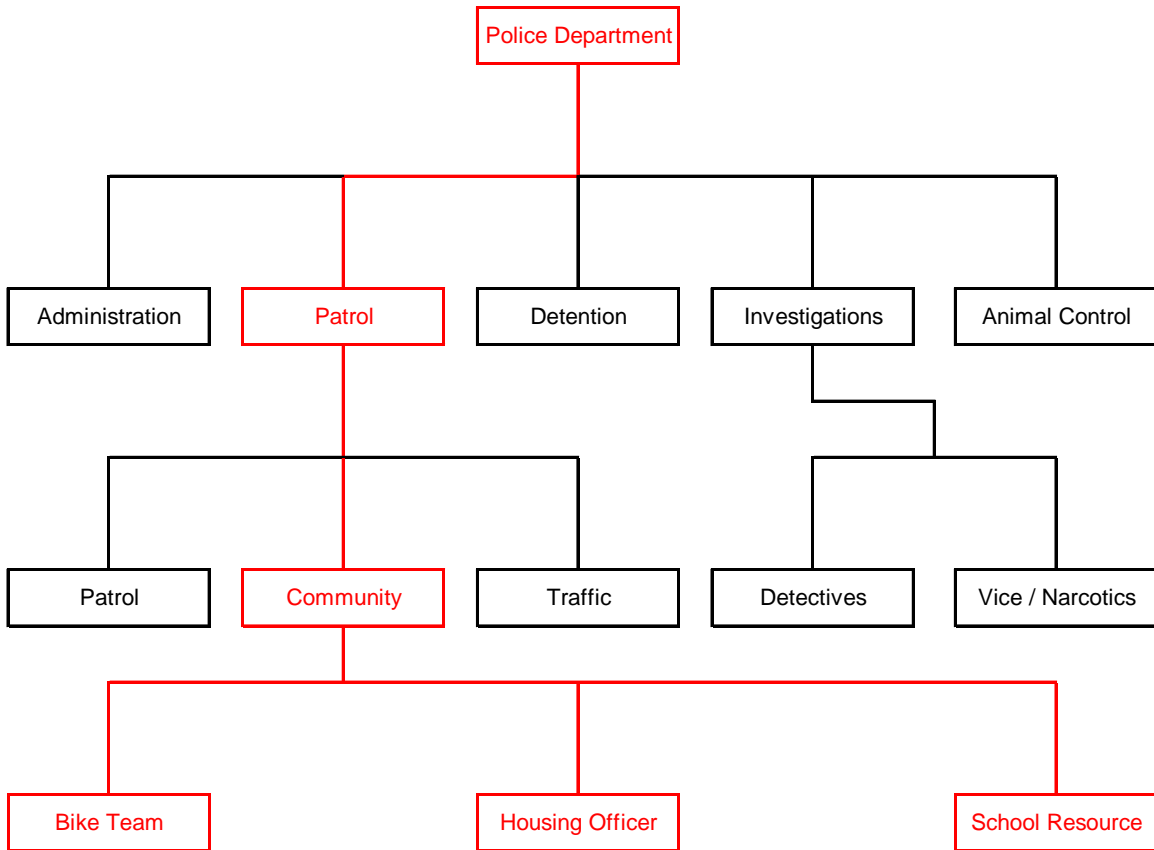 Police Department
Administration
Patrol
Detention
Investigations
Animal Control
Patrol
Community
Traffic
Detectives
Vice / Narcotics
Bike Team
Housing Officer
School Resource